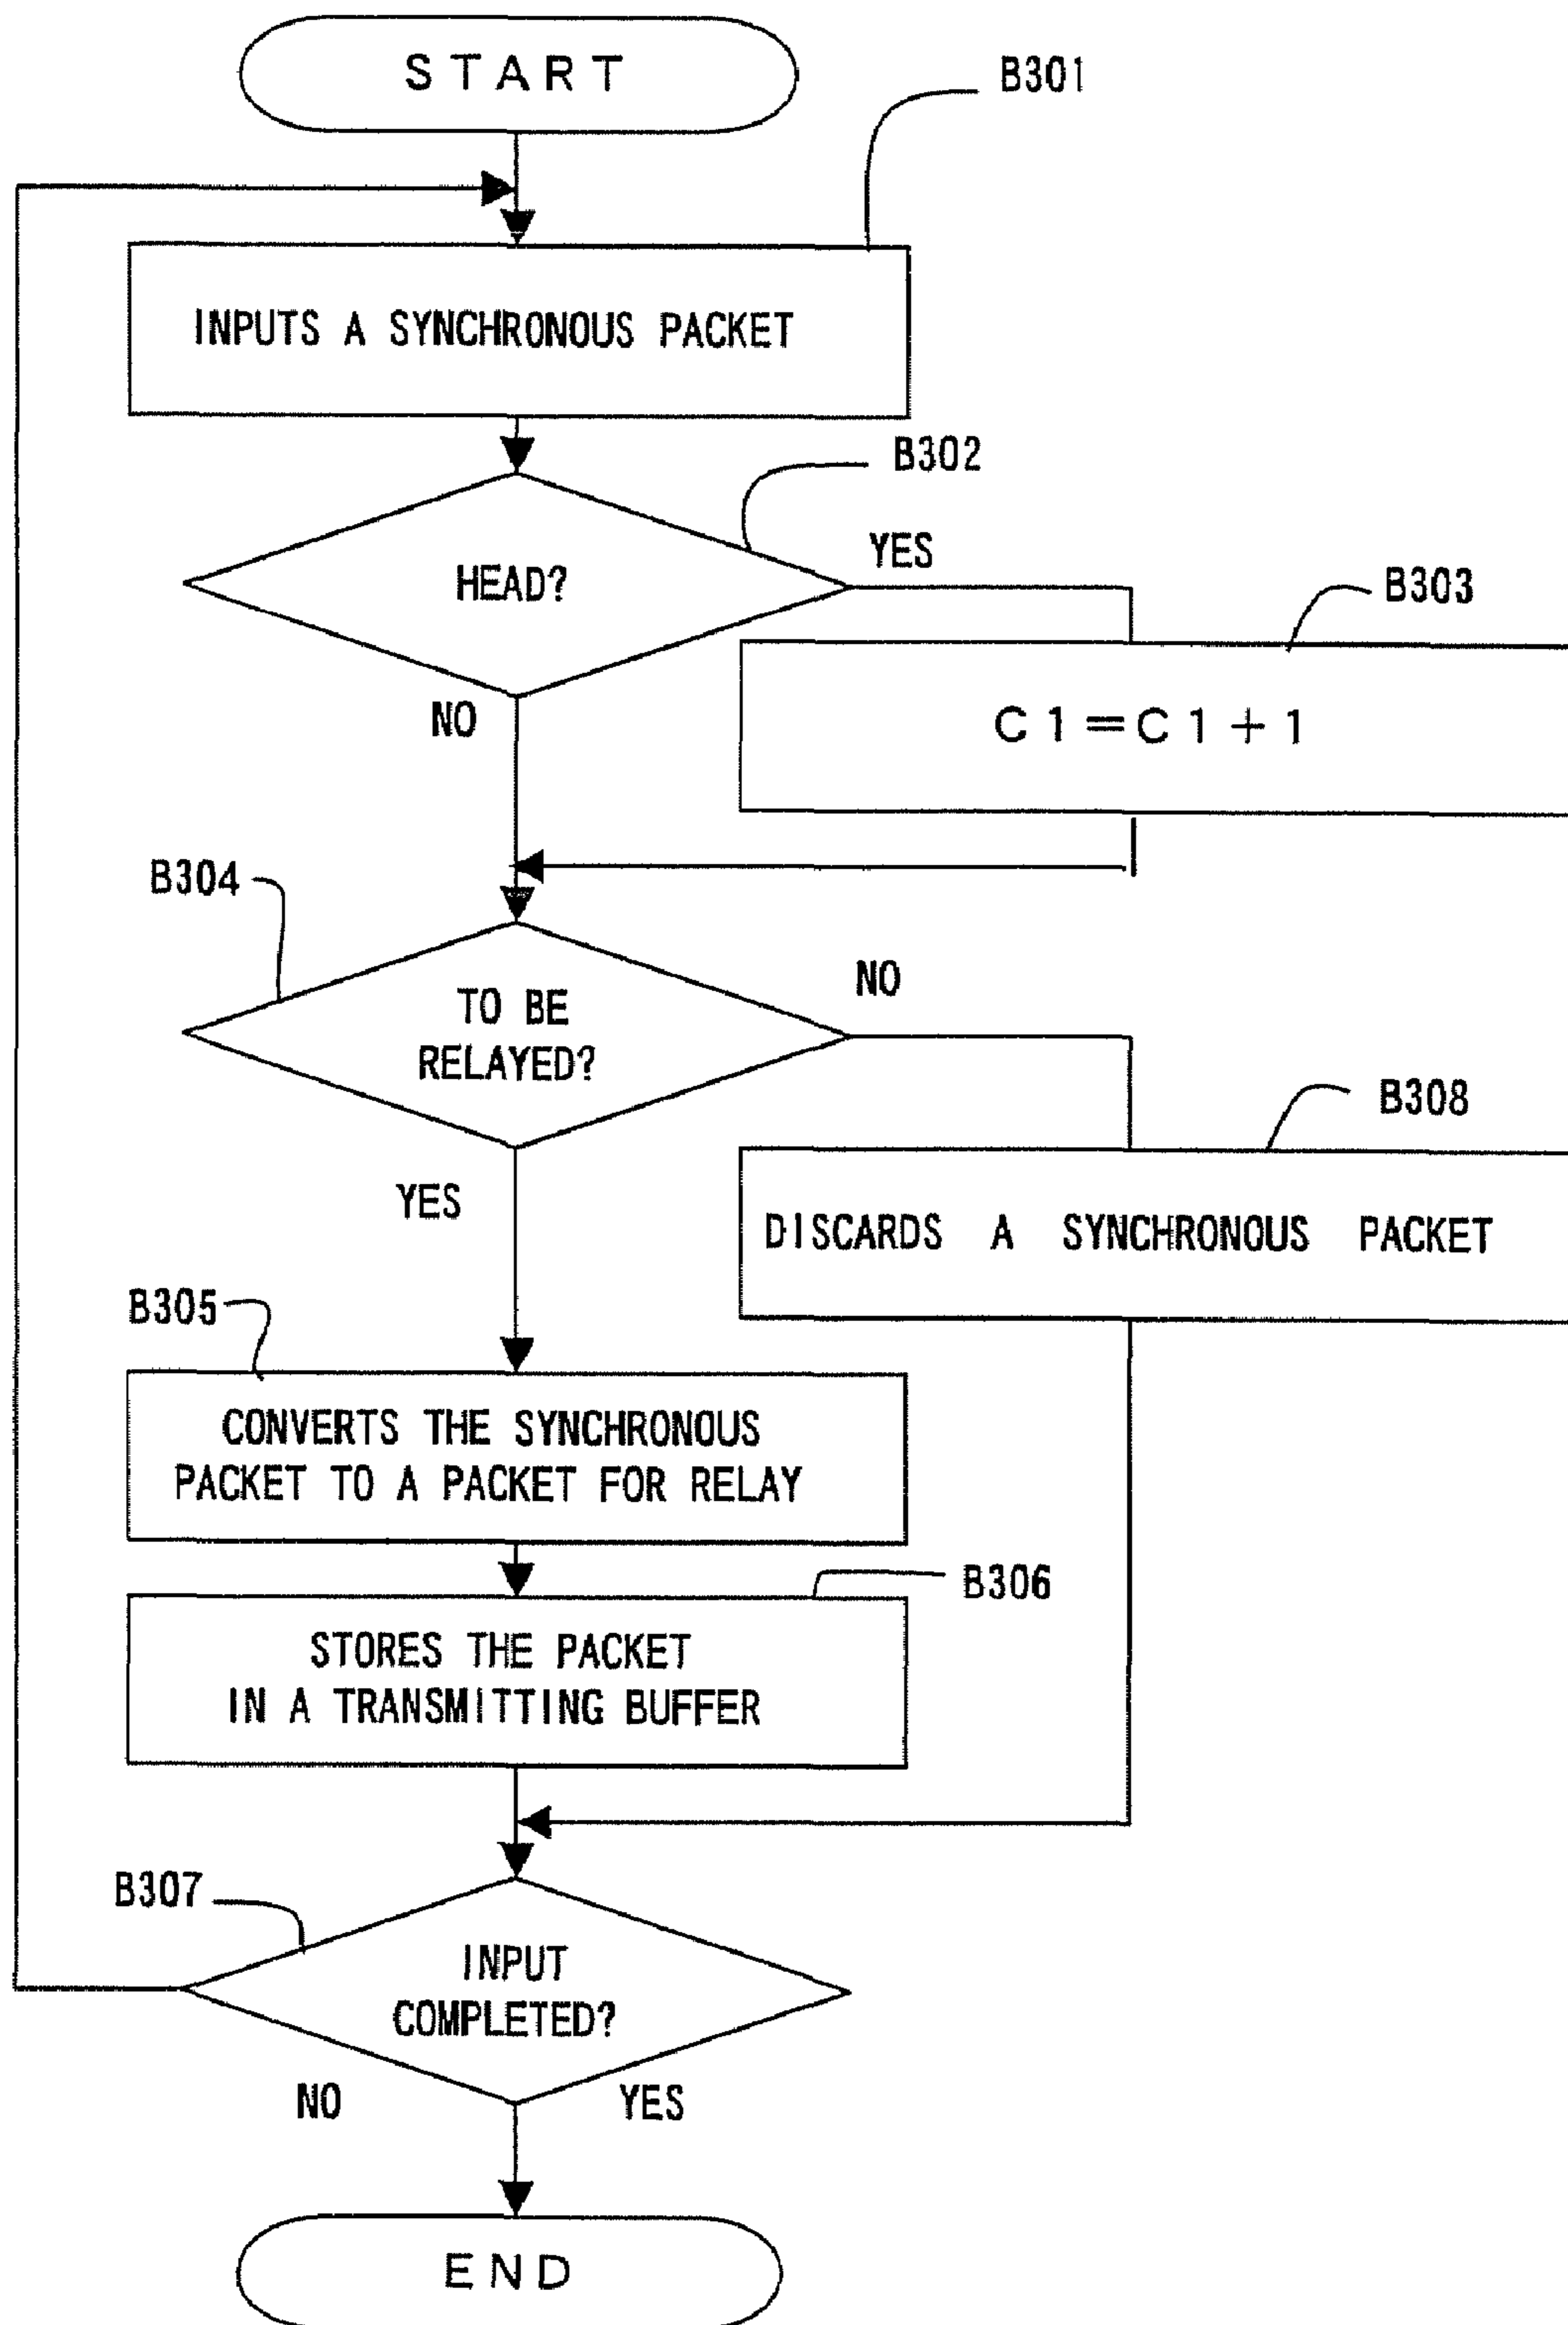 START
B301
INPUTS A SYNCHRONOUS PACKET
B302
HEAD?
YES
B303
NO
C1=C1+1
B304
TO BE
RELAYED?
NO
B308
YES
DISCARDS A SYNCHRONOUS PACKET
B305
CONVERTS THE SYNCHRONOUS
PACKET TO A PACKET FOR RELAY
B306
STORES THE PACKET
IN A TRANSMITTING BUFFER
B307
INPUT
COMPLETED?
NO
YES
END